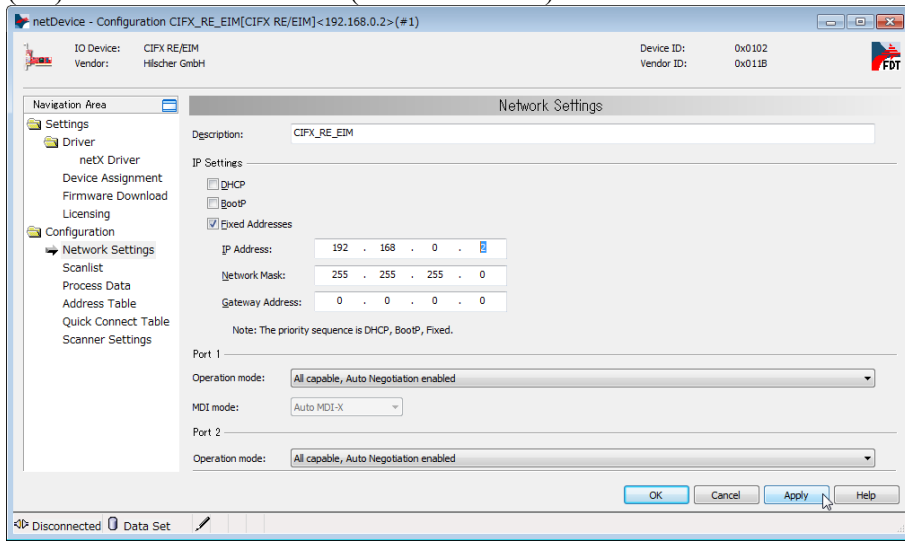 netDevice - Configuration CIFX_RE_EIM[CIFX RE/EIM]<192.168.0.2>(#1)
IO Device: CIFX RE/EIM Device ID: 0x0102
Vendor: Hilscher GmbH Vendor ID: 0x011B
FDT
Navigation Area
Network Settings
Settings
Driver
netX Driver
Device Assignment
Firmware Download
Licensing
Configuration
Network Settings
Scanlist
Process Data
Address Table
Quick Connect Table
Scanner Settings
Description: CIFX_RE_EIM
IP Settings
DHCP
BootP
Fixed Addresses
IP Address: 192 . 168 . 0 . 2
Network Mask: 255 . 255 . 255 . 0
Gateway Address: 0 . 0 . 0 . 0
Note: The priority sequence is DHCP, BootP, Fixed.
Port 1
Operation mode: All capable, Auto Negotiation enabled
MDI mode: Auto MDI-X
Port 2
Operation mode: All capable, Auto Negotiation enabled
OK Cancel Apply Help
Disconnected Data Set